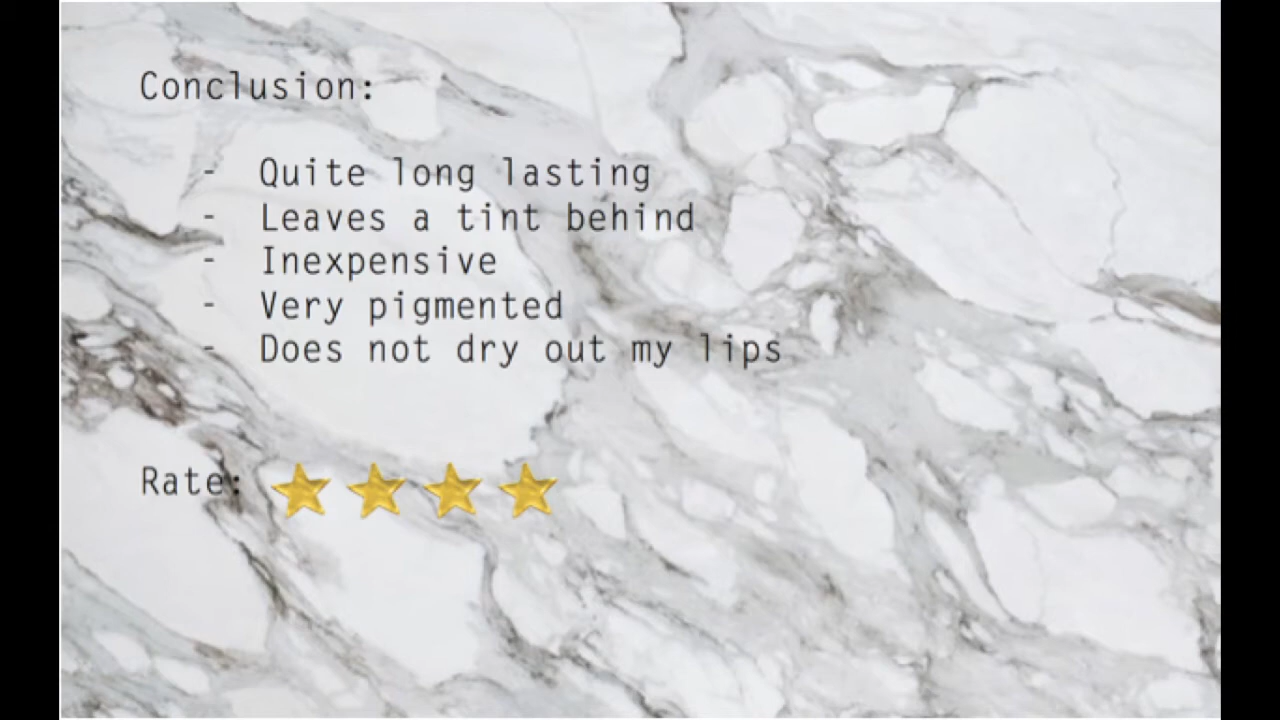 Conclusion:
- Quite long lasting
- Leaves a tint behind
- Inexpensive
- Very pigmented
- Does not dry out my lips
Rate: